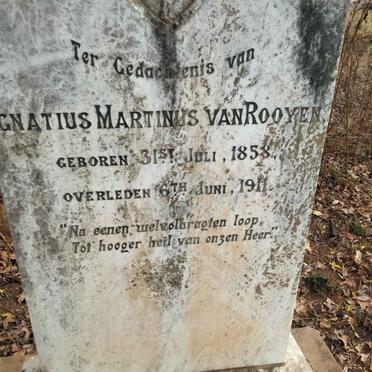 Ter Gedachtenis van
IGNATIUS MARTINUS VAN ROOYEN
GEBOREN 31ST JULI, 1858,
OVERLEDEN 6TH JUNI, 1911.
"Na eenen welvolbragten loop,
Tot hooger heil van onzen Heer."